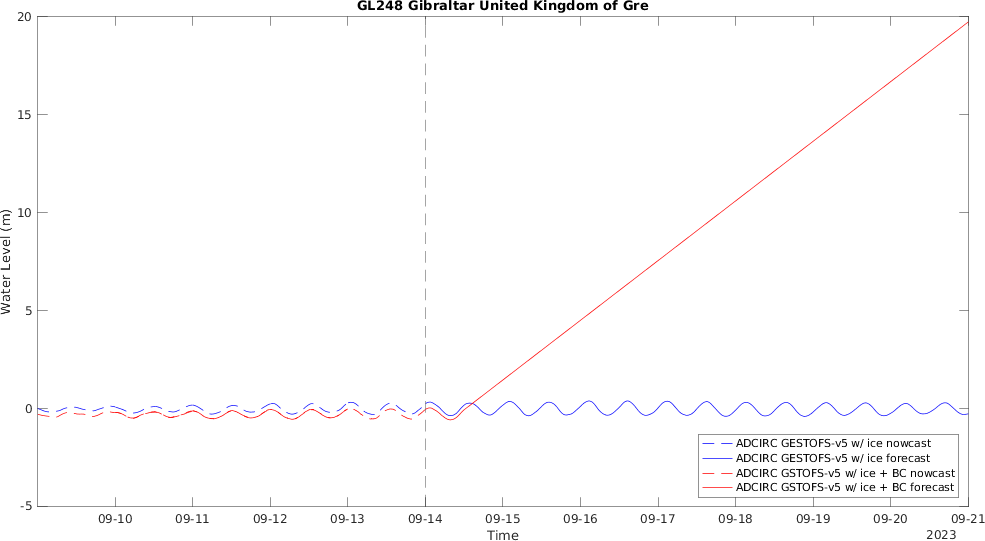 GL248 Gibraltar United Kingdom of Gre
20
15
10
5
0
-5
Water Level (m)
09-10 09-11 09-12 09-13 09-14 09-15 09-16 09-17 09-18 09-19 09-20 09-21
Time
2023
ADCIRC GESTOFS-v5 w/ ice nowcast
ADCIRC GESTOFS-v5 w/ ice forecast
ADCIRC GSTOFS-v5 w/ ice + BC nowcast
ADCIRC GSTOFS-v5 w/ ice + BC forecast